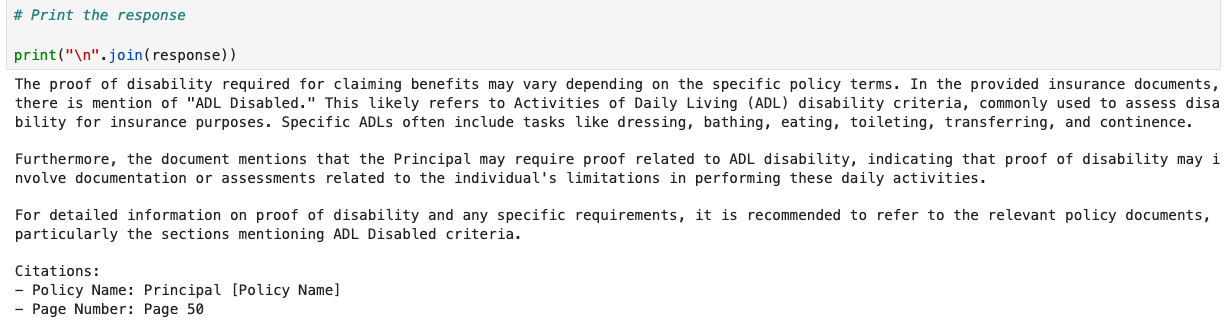 # Print the response
print("\n".join(response))
The proof of disability required for claiming benefits may vary depending on the specific policy terms. In the provided insurance documents,
there is mention of "ADL Disabled." This likely refers to Activities of Daily Living (ADL) disability criteria, commonly used to assess disa
bility for insurance purposes. Specific ADLs often include tasks like dressing, bathing, eating, toileting, transferring, and continence.
Furthermore, the document mentions that the Principal may require proof related to ADL disability, indicating that proof of disability may i
nvolve documentation or assessments related to the individual's limitations in performing these daily activities.
For detailed information on proof of disability and any specific requirements, it is recommended to refer to the relevant policy documents,
particularly the sections mentioning ADL Disabled criteria.
Citations:
– Policy Name: Principal [Policy Name]
– Page Number: Page 50